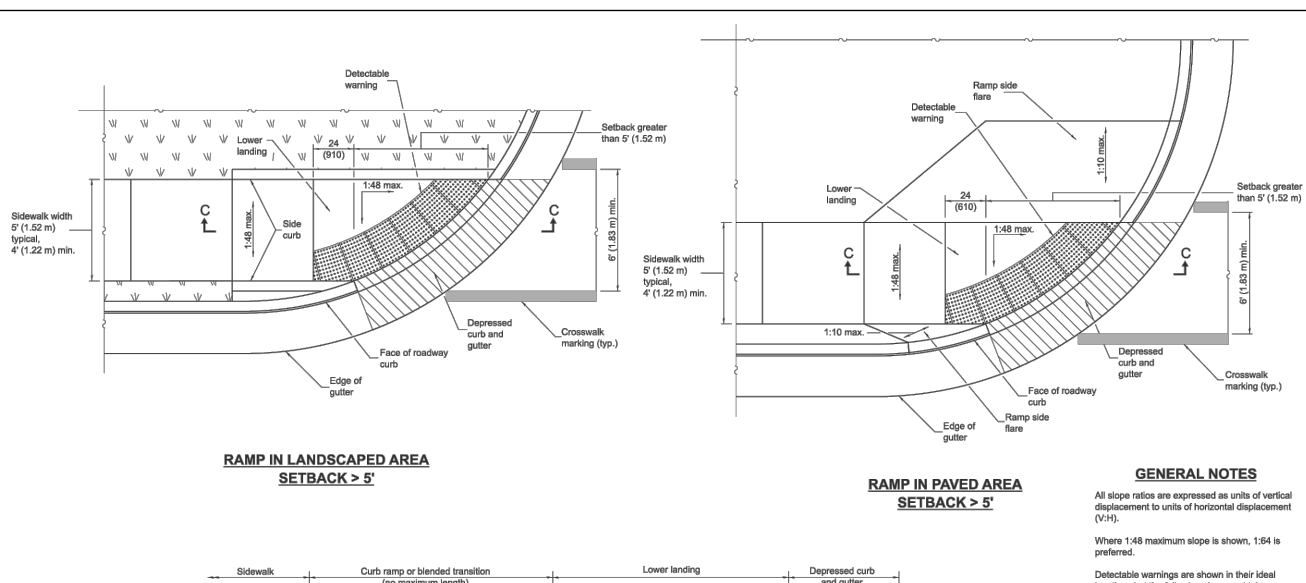 Detectable
warning
Lower
landing
24
(910)
Setback greater
than 5' (1.52 m)
1:48 max.
Sidewalk width
5' (1.52 m)
typical,
4' (1.22 m) min.
C
1:48 max.
Side
curb
C
6' (1.83 m) min.
Depressed
curb and
gutter
Crosswalk
marking (typ.)
Face of roadway
curb
Edge of
gutter
RAMP IN LANDSCAPED AREA
SETBACK > 5'
Ramp side
flare
Detectable
warning
1:10 max.
Lower
landing
24
(610)
Setback greater
than 5' (1.52 m)
1:48 max.
C
1:48 max.
C
Sidewalk width
5' (1.52 m)
typical,
4' (1.22 m) min.
6' (1.83 m) min.
1:10 max.
Depressed
curb and
gutter
Crosswalk
marking (typ.)
Face of roadway
curb
Ramp side
flare
Edge of
gutter
RAMP IN PAVED AREA
SETBACK > 5'
GENERAL NOTES
All slope ratios are expressed as units of vertical
displacement to units of horizontal displacement
(V:H).
Where 1:48 maximum slope is shown, 1:64 is
preferred.
Detectable warnings are shown in their ideal
Sidewalk
Curb ramp or blended transition
(no maximum length)
Lower landing
Depressed curb
and gutter